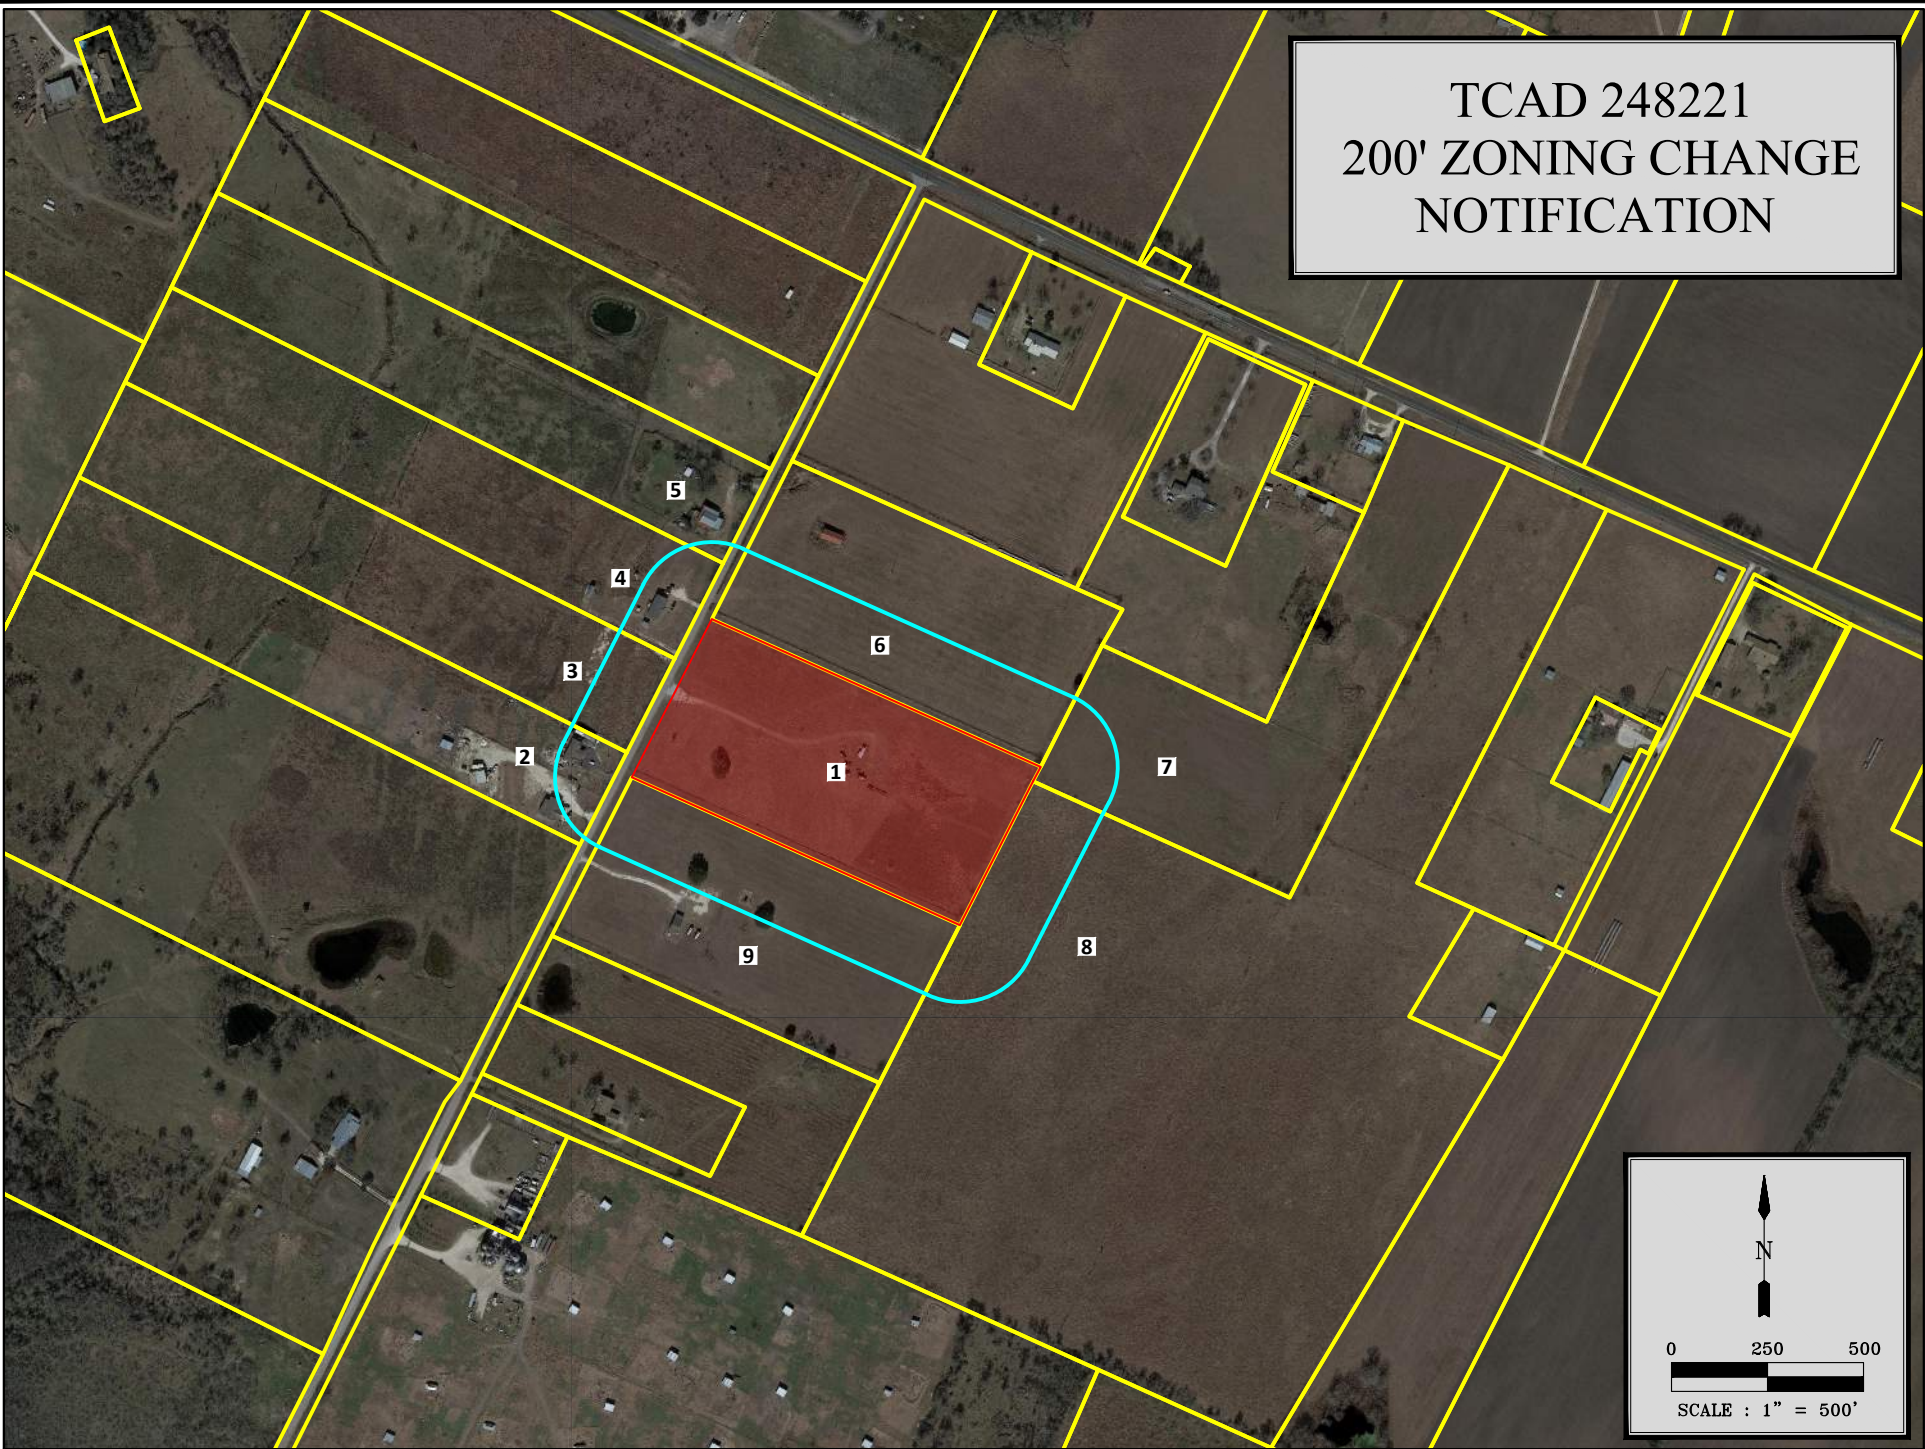 TCAD 248221
200' ZONING CHANGE
NOTIFICATION
5
4
6
3
2
1
7
8
9
N
0 250 500
SCALE : 1" = 500'